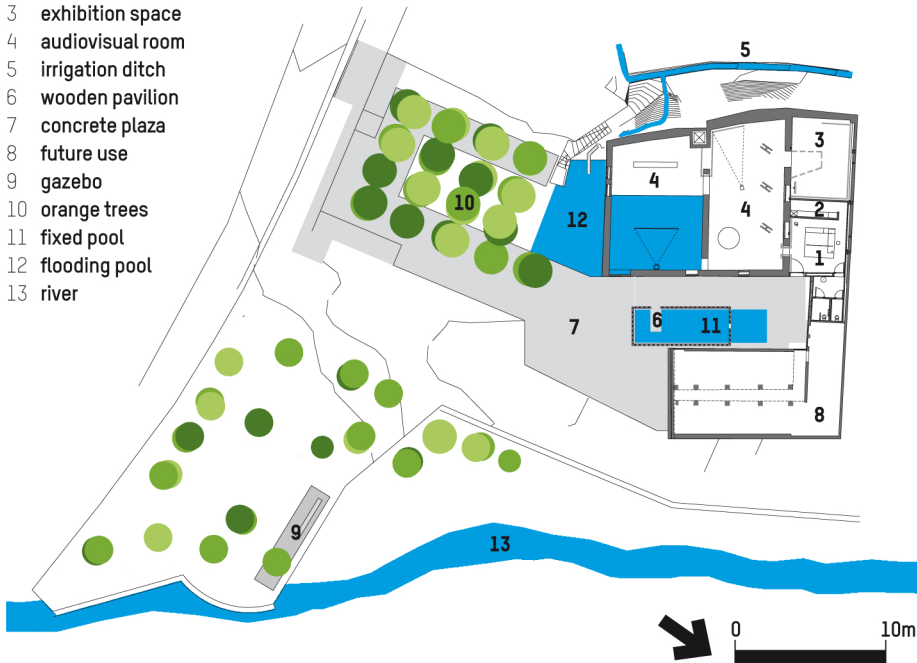 3 exhibition space
4 audiovisual room
5 irrigation ditch
6 wooden pavilion
7 concrete plaza
8 future use
9 gazebo
10 orange trees
11 fixed pool
12 flooding pool
13 river
5
3
4
10
2
4
12
1
6
11
7
8
9
13
0 10m